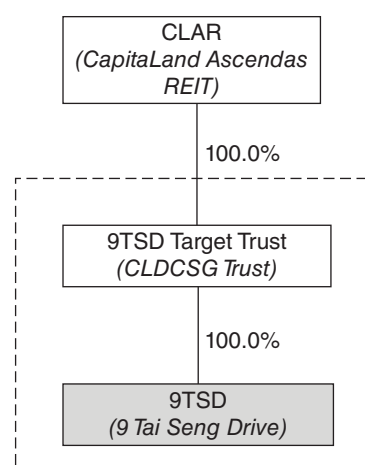 CLAR
(CapitaLand Ascendas
REIT)
100.0%
9TSD Target Trust
(CLDCSG Trust)
100.0%
9TSD
(9 Tai Seng Drive)